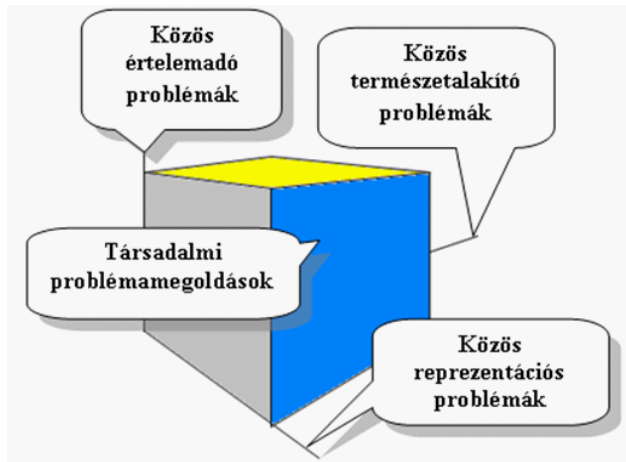 Közös
értelemadó
problémák
Közös
természetalakító
problémák
Társadalmi
problémamegoldások
Közös
reprezentációs
problémák